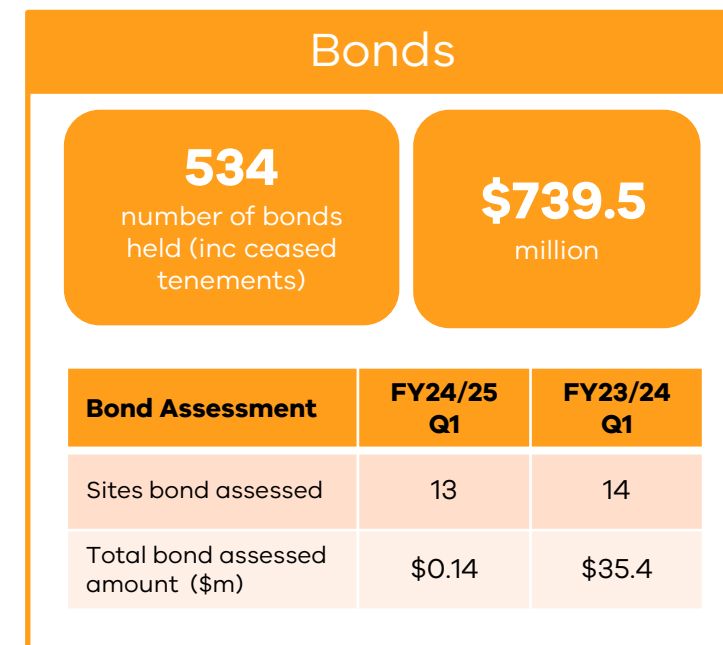 Bonds
534
number of bonds
held (inc ceased
tenements)
$739.5
million
Bond Assessment
FY24/25
Q1
FY23/24
Q1
Sites bond assessed
13
14
Total bond assessed
amount ($m)
$0.14
$35.4